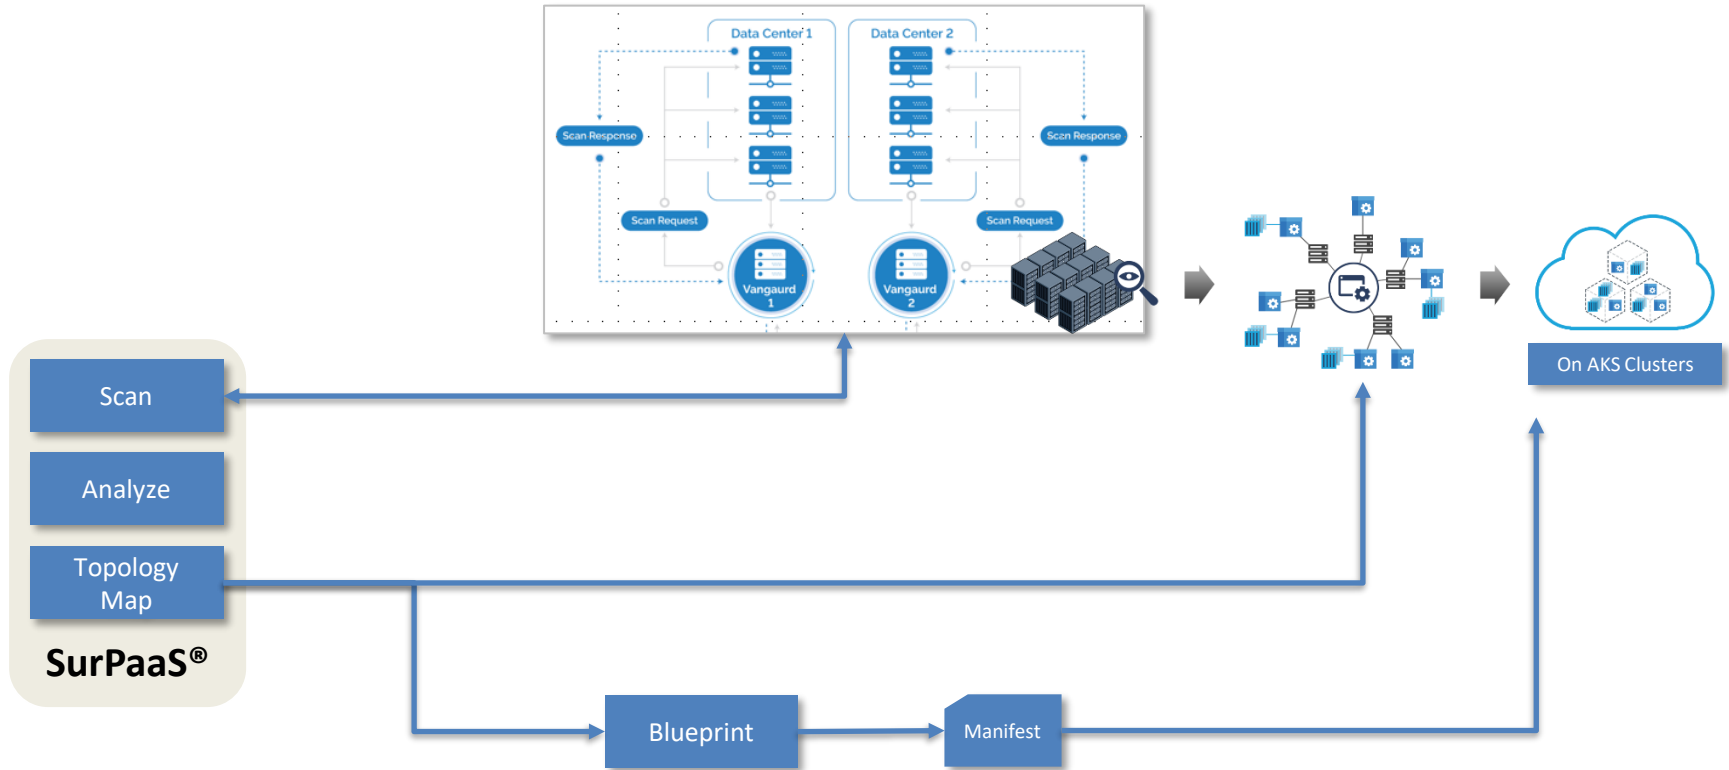 Data Center 1
Data Center 2
Scan Response
Scan Response
Scan Request
Scan Request
Vangaurd
1
Vangaurd
2
On AKS Clusters
Scan
Analyze
Topology
Map
SurPaaS®
Blueprint
Manifest